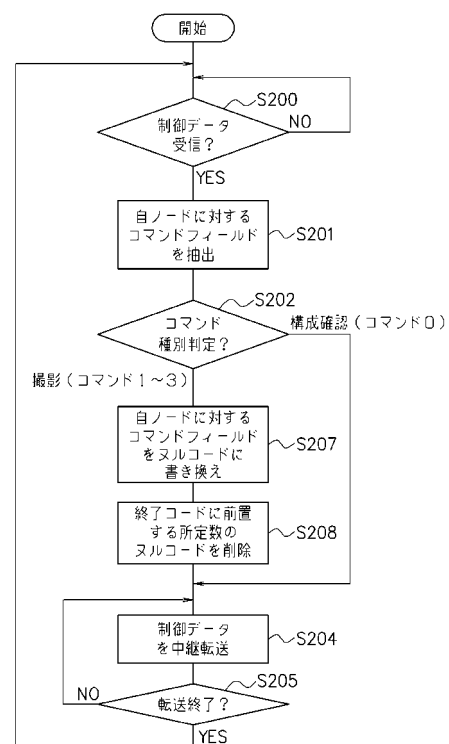 開始
S200
制御データ
受信？
NO
YES
自ノードに対する
コマンドフィールド
を抽出
S201
S202
コマンド
種別判定？
構成確認（コマンド０）
撮影（コマンド１～３）
自ノードに対する
コマンドフィールド
をヌルコードに
書き換え
S207
終了コードに前置
する所定数の
ヌルコードを削除
S208
制御データ
を中継転送
S204
S205
転送終了？
NO
YES